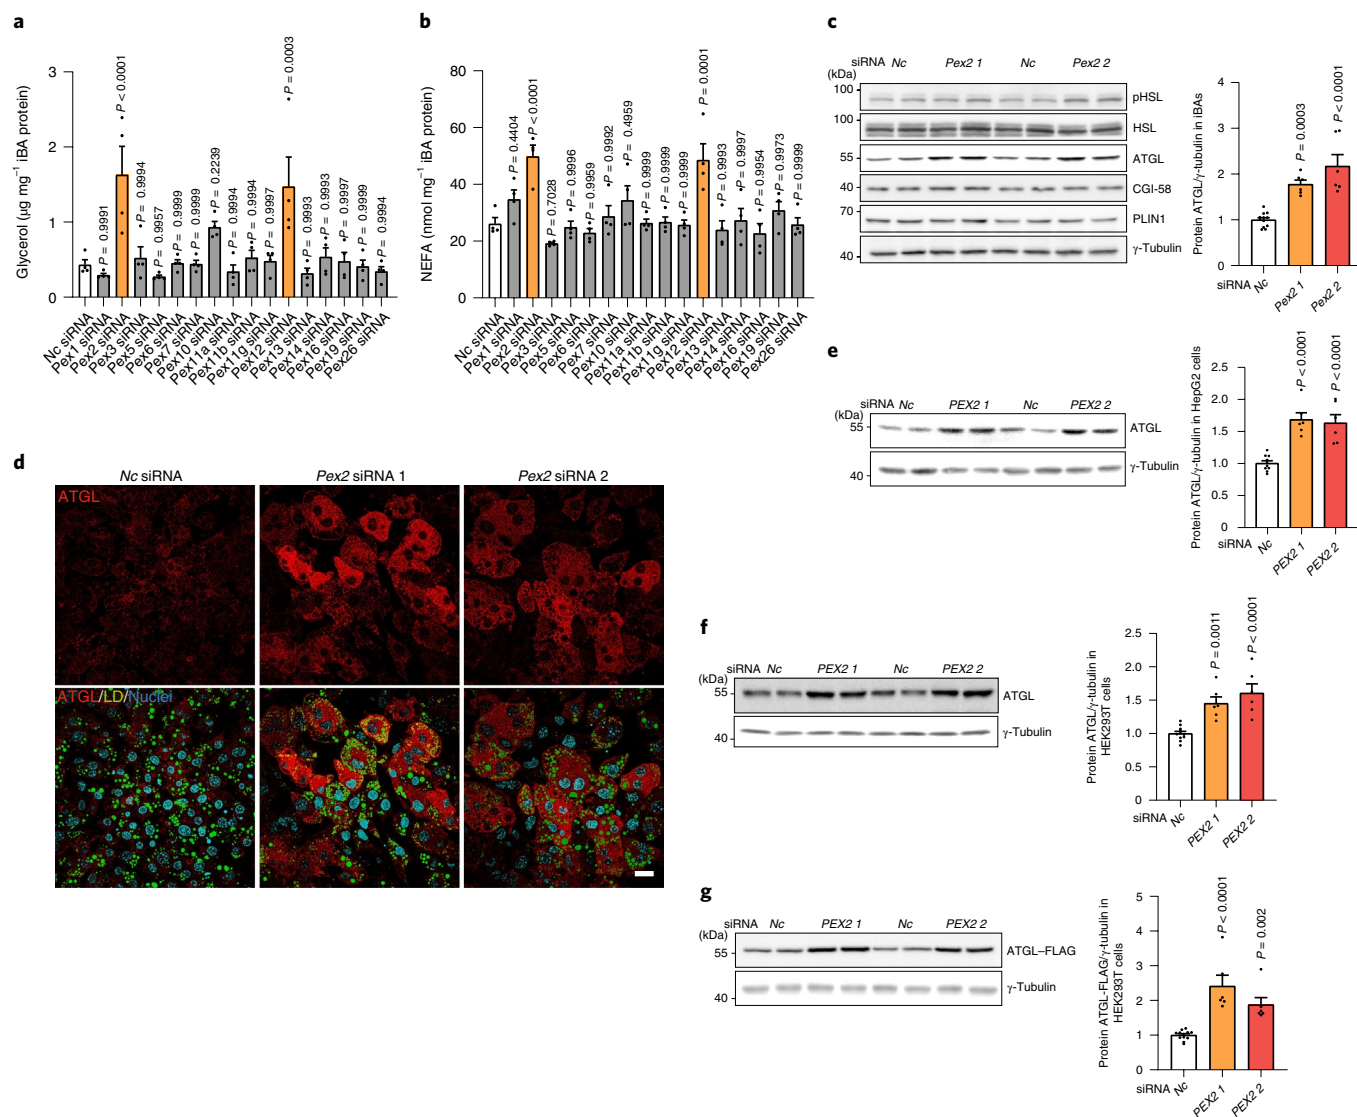 a
Glycerol (µg mg⁻¹ iBA protein)
3
2
1
0
P = 0.9991
P < 0.0001
P = 0.9994
P = 0.9957
P = 0.9999
P = 0.9999
P = 0.2239
P = 0.9994
P = 0.9994
P = 0.9997
P = 0.0003
P = 0.9993
P = 0.9993
P = 0.9997
P = 0.9999
P = 0.9994
Nc siRNA
Pex1 siRNA
Pex2 siRNA
Pex3 siRNA
Pex5 siRNA
Pex6 siRNA
Pex7 siRNA
Pex10 siRNA
Pex11a siRNA
Pex11b siRNA
Pex11g siRNA
Pex12 siRNA
Pex13 siRNA
Pex14 siRNA
Pex16 siRNA
Pex19 siRNA
Pex26 siRNA
b
NEFA (nmol mg⁻¹ iBA protein)
80
60
40
20
0
P = 0.4404
P < 0.0001
P = 0.7028
P = 0.9996
P = 0.9959
P = 0.9992
P = 0.4959
P = 0.9999
P = 0.9999
P = 0.9999
P = 0.0001
P = 0.9993
P = 0.9997
P = 0.9954
P = 0.9973
P = 0.9999
Nc siRNA
Pex1 siRNA
Pex2 siRNA
Pex3 siRNA
Pex5 siRNA
Pex6 siRNA
Pex7 siRNA
Pex10 siRNA
Pex11a siRNA
Pex11b siRNA
Pex11g siRNA
Pex12 siRNA
Pex13 siRNA
Pex14 siRNA
Pex16 siRNA
Pex19 siRNA
Pex26 siRNA
c
siRNA Nc Pex2 1 Nc Pex2 2
(kDa)
100
pHSL
100
HSL
55
ATGL
40
CGI-58
70
PLIN1
40
γ-Tubulin
Protein ATGL/γ-tubulin in iBAs
4
3
2
1
0
P = 0.0003
P < 0.0001
siRNA Nc Pex2 1 Pex2 2
d
Nc siRNA Pex2 siRNA 1 Pex2 siRNA 2
ATGL
ATGL/LD/Nuclei
e
siRNA Nc PEX2 1 Nc PEX2 2
(kDa)
55
ATGL
40
γ-Tubulin
Protein ATGL/γ-tubulin in HepG2 cells
2.5
2.0
1.5
1.0
0.5
0
P < 0.0001
P < 0.0001
siRNA Nc PEX2 1 PEX2 2
f
siRNA Nc PEX2 1 Nc PEX2 2
(kDa)
55
ATGL
40
γ-Tubulin
Protein ATGL/γ-tubulin in
HEK293T cells
2.5
2.0
1.5
1.0
0.5
0
P = 0.0011
P < 0.0001
siRNA Nc PEX2 1 PEX2 2
g
siRNA Nc PEX2 1 Nc PEX2 2
(kDa)
55
ATGL–FLAG
40
γ-Tubulin
Protein ATGL-FLAG/γ-tubulin in
HEK293T cells
5
4
3
2
1
0
P < 0.0001
P = 0.002
siRNA Nc PEX2 1 PEX2 2